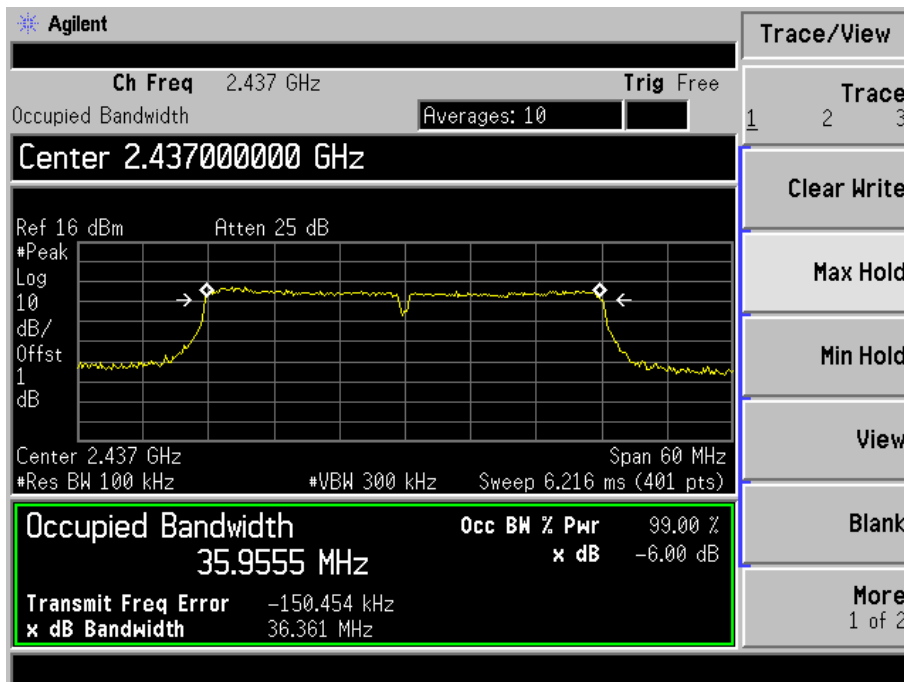 Agilent
Trace/View
Ch Freq 2.437 GHz Trig Free
Occupied Bandwidth Averages: 10
Center 2.437000000 GHz
Ref 16 dBm Atten 25 dB
#Peak
Log
10
dB/
Offst
1
dB
Center 2.437 GHz Span 60 MHz
#Res BW 100 kHz #VBW 300 kHz Sweep 6.216 ms (401 pts)
Occupied Bandwidth Occ BW % Pwr 99.00 %
35.9555 MHz x dB -6.00 dB
Transmit Freq Error -150.454 kHz
x dB Bandwidth 36.361 MHz
Trace
1 2 3
Clear Write
Max Hold
Min Hold
View
Blank
More
1 of 2